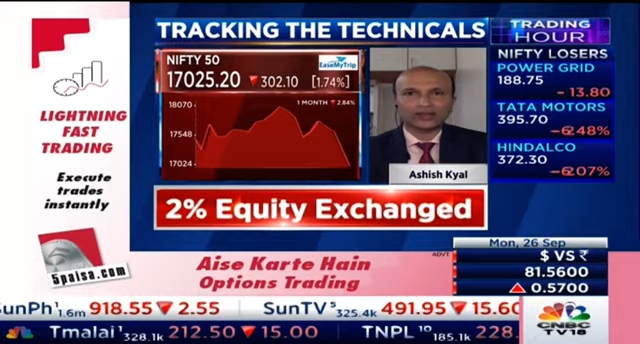 LIGHTNING
FAST
TRADING
Execute
trades
instantly
5paisa.com
TRACKING THE TECHNICALS
NIFTY 50
EaseMyTrip
17025.20 ▼ 302.10 [1.74%]
18070
17548
17024
1 MONTH ▼ 2.84%
Ashish Kyal
2% Equity Exchanged
TRADING
HOUR
NIFTY LOSERS
POWER GRID
188.75
- 13.80
TATA MOTORS
395.70
-6.48%
HINDALCO
372.30
-6.07%
Aise Karte Hain
Options Trading
ADVT
Mon, 26 Sep
$ VS ₹
81.5600
▲ 0.5700
SunPh 1.6m 918.55 ▼ 2.55 SunTV 5 325.4k 491.95 ▼ 15.60
Tmalai 1 328.1k 212.50 ▼ 15.00 TNPL 10 185.1k 228.
CNBC
TV18